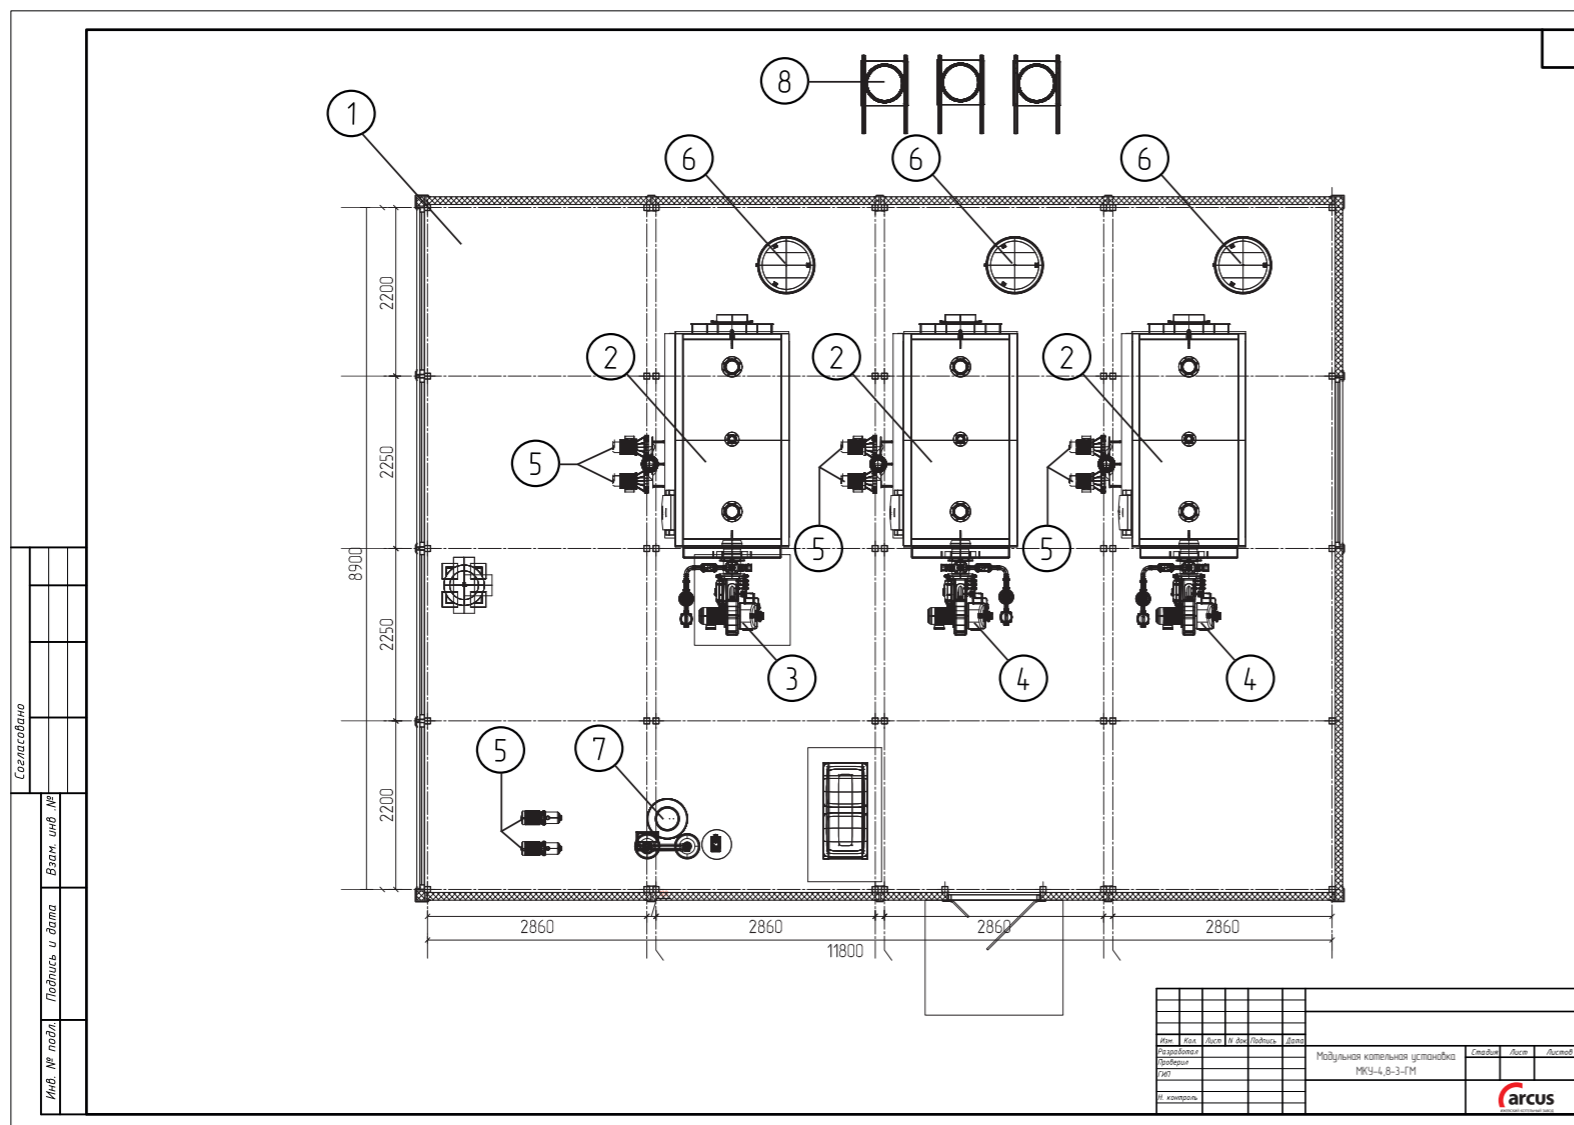 8
1
6
6
6
2200
2
2
2
5
2250
5
5
8900
2250
3
4
4
5
7
2200
2860
2860
2860
2860
11800
Согласовано
Взам. инв .№
Подпись и дата
Инв. № подл.
Изм. Кол. Лист N док Подпись Дата
Разработал
Проверил
ГИП
Н. контроль
Модульная котельная установка
МКУ-4,8-3-ГМ
Стадия Лист Листов
arcus